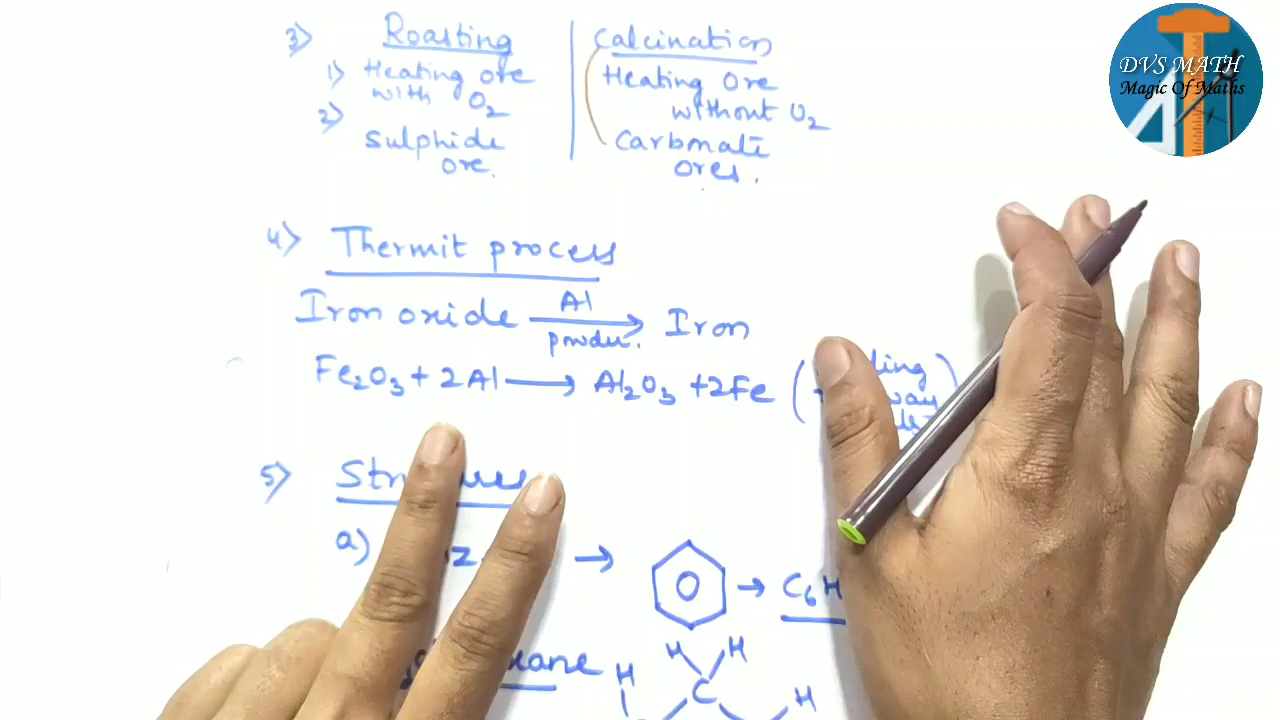 3) Roasting
1) Heating ore
with O2
2) sulphide
ore.
Calcination
Heating Ore
without O2
Carbonate
ores.
4) Thermit process
Iron oxide Al powder. → Iron
Fe2O3 + 2Al → Al2O3 + 2Fe (
5)
a) → → C6H
H H
H C H
DVS MATH
Magic Of Maths